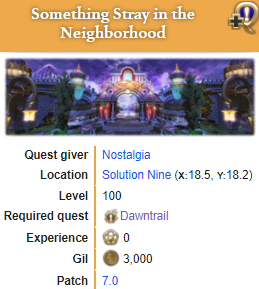 Something Stray in the
Neighborhood
Quest giver Nostalgia
Location Solution Nine (X:18.5, Y:18.2)
Level 100
Required quest Dawntrail
Experience 0
Gil 3,000
Patch 7.0